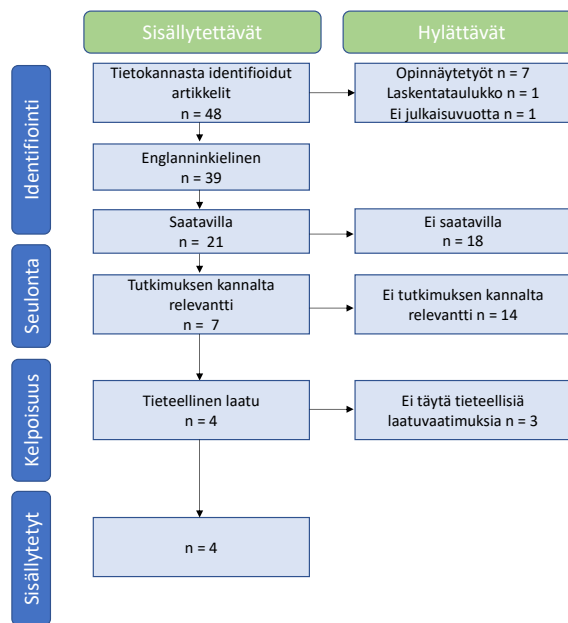 Sisällytettävät
Hylättävät
Identifiointi
Tietokannasta identifioidut
artikkelit
n = 48
Opinnäytetyöt n = 7
Laskentataulukko n = 1
Ei julkaisuvuotta n = 1
Englanninkielinen
n = 39
Saatavilla
n =  21
Ei saatavilla
n = 18
Seulonta
Tutkimuksen kannalta
relevantti
n =  7
Ei tutkimuksen kannalta
relevantti n = 14
Kelpoisuus
Tieteellinen laatu
n = 4
Ei täytä tieteellisiä
laatuvaatimuksia n = 3
Sisällytetyt
n = 4